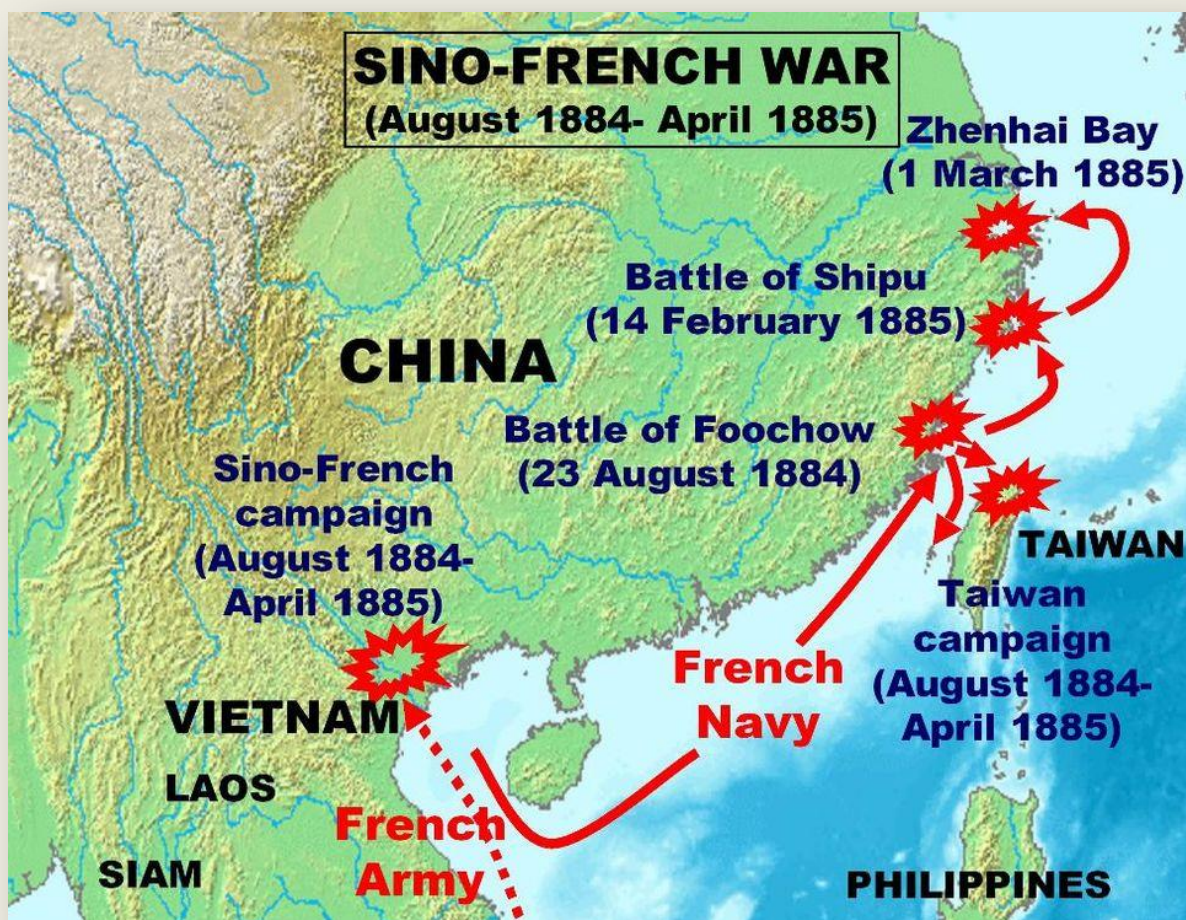 SINO-FRENCH WAR
(August 1884- April 1885)
Zhenhai Bay
(1 March 1885)
Battle of Shipu
(14 February 1885)
CHINA
Battle of Foochow
(23 August 1884)
Sino-French
campaign
(August 1884-
April 1885)
TAIWAN
Taiwan
campaign
(August 1884-
April 1885)
French
Navy
VIETNAM
LAOS
French
Army
SIAM
PHILIPPINES